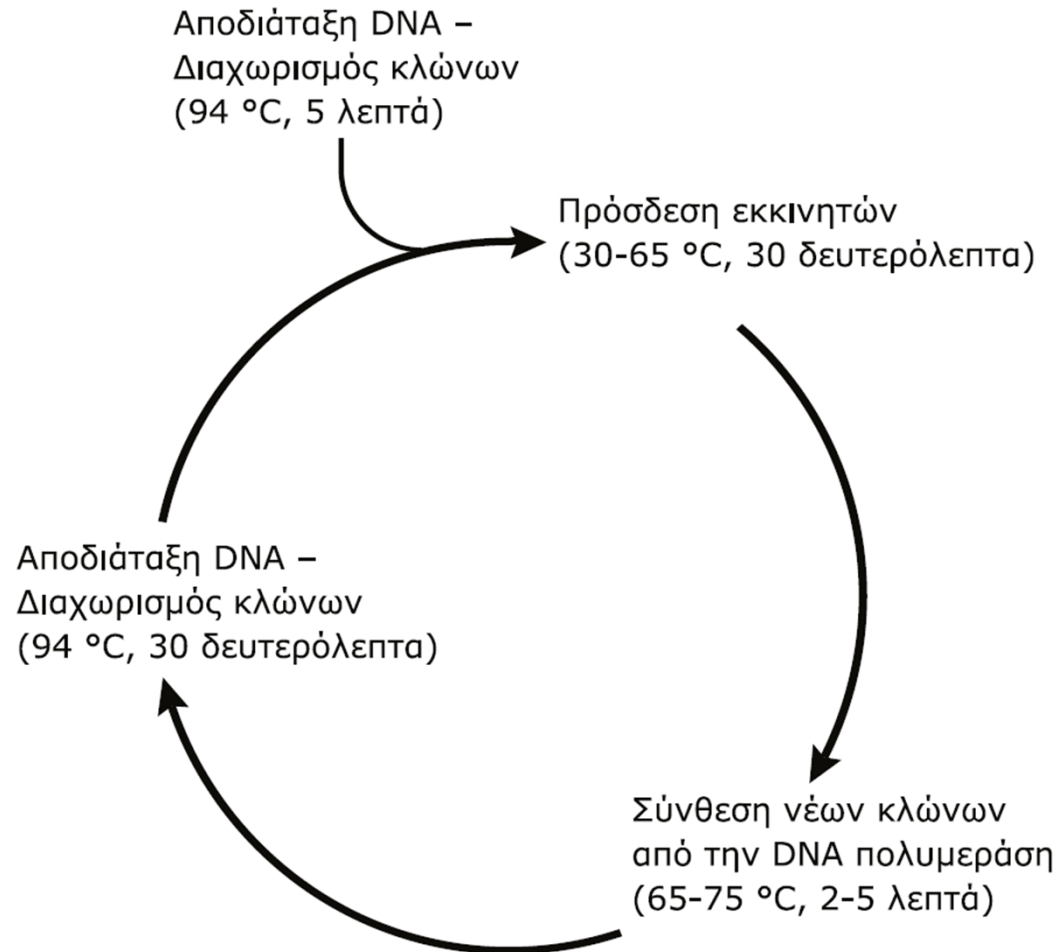 Αποδιάταξη DNA –
Διαχωρισμός κλώνων
(94 °C, 5 λεπτά)
Πρόσδεση εκκινητών
(30-65 °C, 30 δευτερόλεπτα)
Σύνθεση νέων κλώνων
από την DNA πολυμεράση
(65-75 °C, 2-5 λεπτά)
Αποδιάταξη DNA –
Διαχωρισμός κλώνων
(94 °C, 30 δευτερόλεπτα)